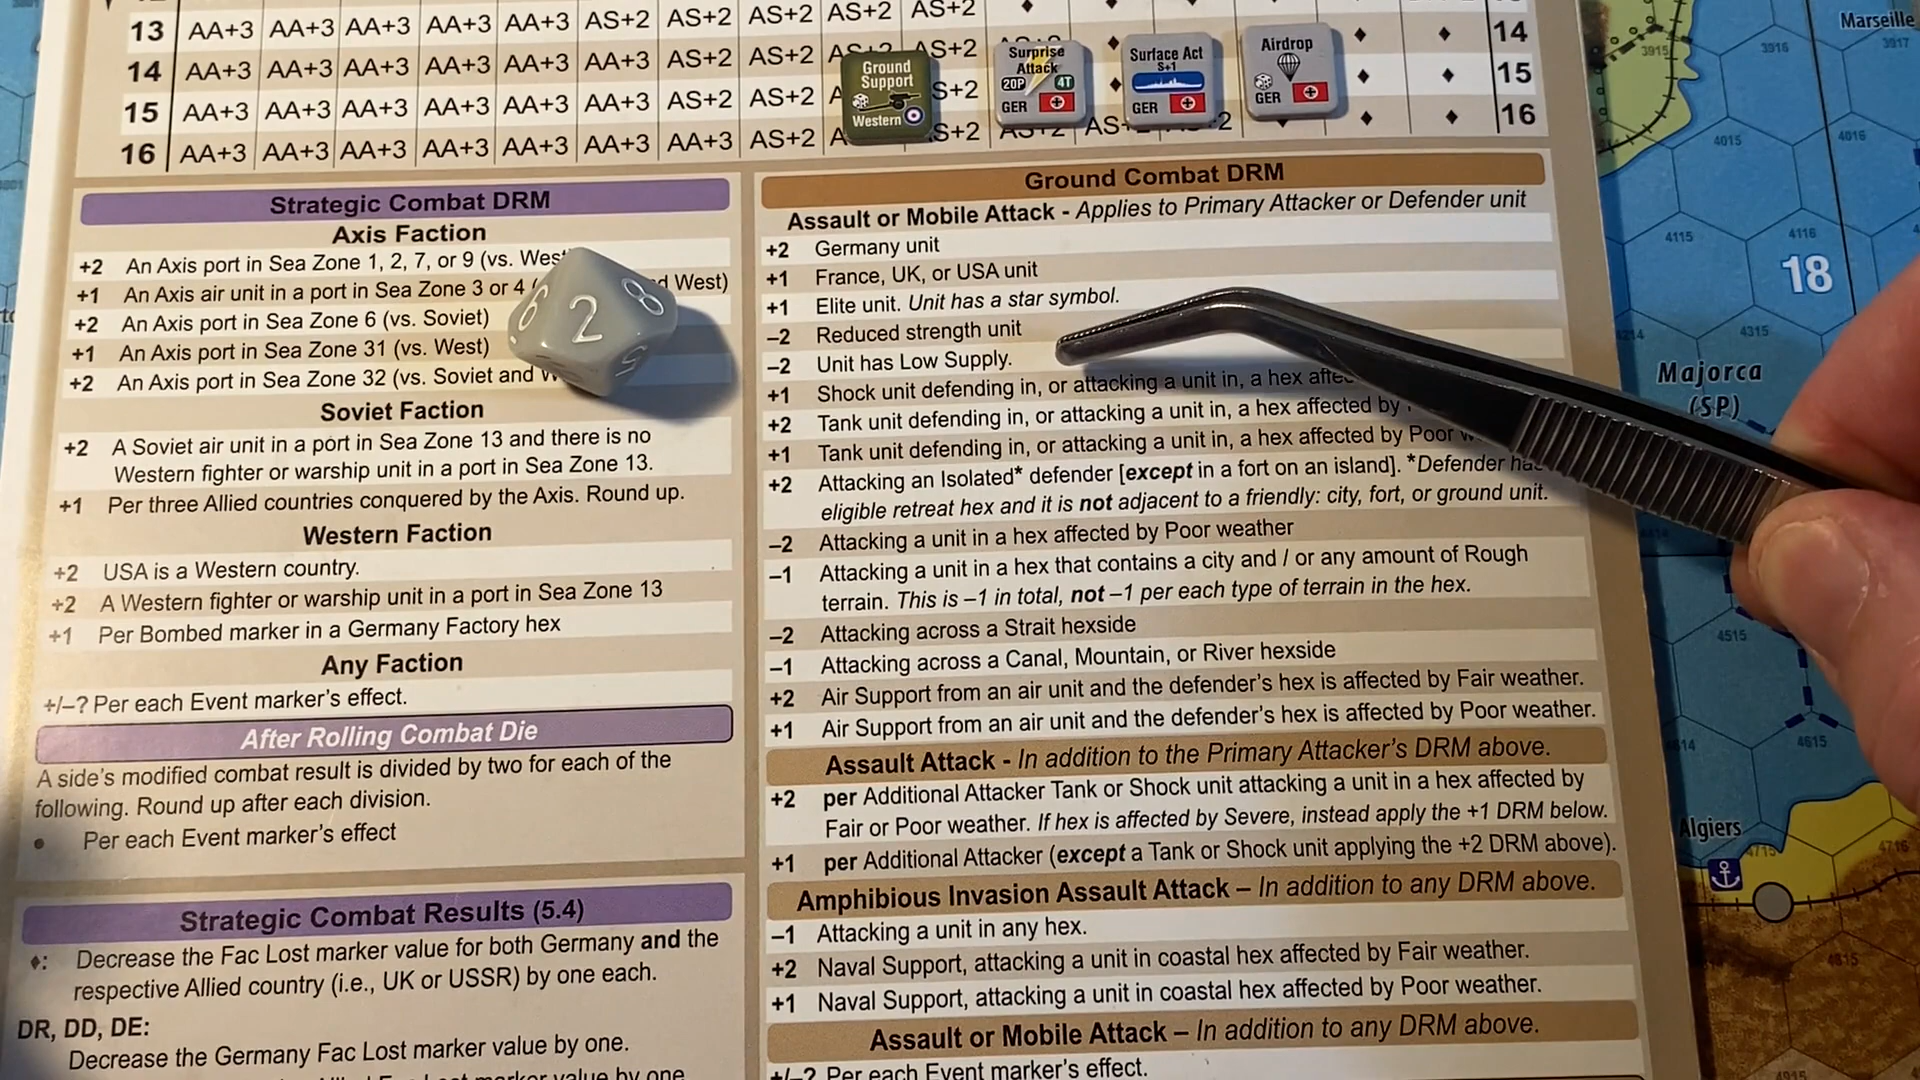 13 AA+3 AA+3 AA+3 AA+3 AA+3 AS+2 AS+2 AS+2 AS+2 AS+2 ♦ 14
14 AA+3 AA+3 AA+3 AA+3 AA+3 AA+3 AS+2 AS+2 AS+2 ♦ ♦ 15
15 AA+3 AA+3 AA+3 AA+3 AA+3 AA+3 AS+2 AS+2 S+2 ♦ ♦ 16
16 AA+3 AA+3 AA+3 AA+3 AA+3 AA+3 AA+3 AS+2 S+2
Ground
Support
Western
Surprise
Attack
20P 4T
GER
Surface Act
S+1
GER
Airdrop
GER
Strategic Combat DRM
Axis Faction
+2 An Axis port in Sea Zone 1, 2, 7, or 9 (vs. Wes
+1 An Axis air unit in a port in Sea Zone 3 or 4 West)
+2 An Axis port in Sea Zone 6 (vs. Soviet)
+1 An Axis port in Sea Zone 31 (vs. West)
+2 An Axis port in Sea Zone 32 (vs. Soviet and
6 2 8
Soviet Faction
+2 A Soviet air unit in a port in Sea Zone 13 and there is no
Western fighter or warship unit in a port in Sea Zone 13.
+1 Per three Allied countries conquered by the Axis. Round up.
Western Faction
+2 USA is a Western country.
+2 A Western fighter or warship unit in a port in Sea Zone 13
+1 Per Bombed marker in a Germany Factory hex
Any Faction
+/–? Per each Event marker's effect.
After Rolling Combat Die
A side's modified combat result is divided by two for each of the
following. Round up after each division.
• Per each Event marker's effect
Strategic Combat Results (5.4)
♦: Decrease the Fac Lost marker value for both Germany and the
respective Allied country (i.e., UK or USSR) by one each.
DR, DD, DE:
Decrease the Germany Fac Lost marker value by one.
Ground Combat DRM
Assault or Mobile Attack - Applies to Primary Attacker or Defender unit
+2 Germany unit
+1 France, UK, or USA unit
+1 Elite unit. Unit has a star symbol.
–2 Reduced strength unit
–2 Unit has Low Supply.
+1 Shock unit defending in, or attacking a unit in, a hex
+2 Tank unit defending in, or attacking a unit in, a hex affected by
+1 Tank unit defending in, or attacking a unit in, a hex affected by Poor
+2 Attacking an Isolated* defender [except in a fort on an island]. *Defender
eligible retreat hex and it is not adjacent to a friendly: city, fort, or ground unit.
–2 Attacking a unit in a hex affected by Poor weather
–1 Attacking a unit in a hex that contains a city and / or any amount of Rough
terrain. This is –1 in total, not –1 per each type of terrain in the hex.
–2 Attacking across a Strait hexside
–1 Attacking across a Canal, Mountain, or River hexside
+2 Air Support from an air unit and the defender's hex is affected by Fair weather.
+1 Air Support from an air unit and the defender's hex is affected by Poor weather.
Assault Attack - In addition to the Primary Attacker's DRM above.
+2 per Additional Attacker Tank or Shock unit attacking a unit in a hex affected by
Fair or Poor weather. If hex is affected by Severe, instead apply the +1 DRM below.
+1 per Additional Attacker (except a Tank or Shock unit applying the +2 DRM above).
Amphibious Invasion Assault Attack – In addition to any DRM above.
–1 Attacking a unit in any hex.
+2 Naval Support, attacking a unit in coastal hex affected by Fair weather.
+1 Naval Support, attacking a unit in coastal hex affected by Poor weather.
Assault or Mobile Attack – In addition to any DRM above.
+/–? Per each Event marker's effect.
Marseille
3915 3916 3917
4015 4016
4115 4116
18
4315
Majorca
(SP)
4515
4615
Algiers
4715 4716
4815
4915